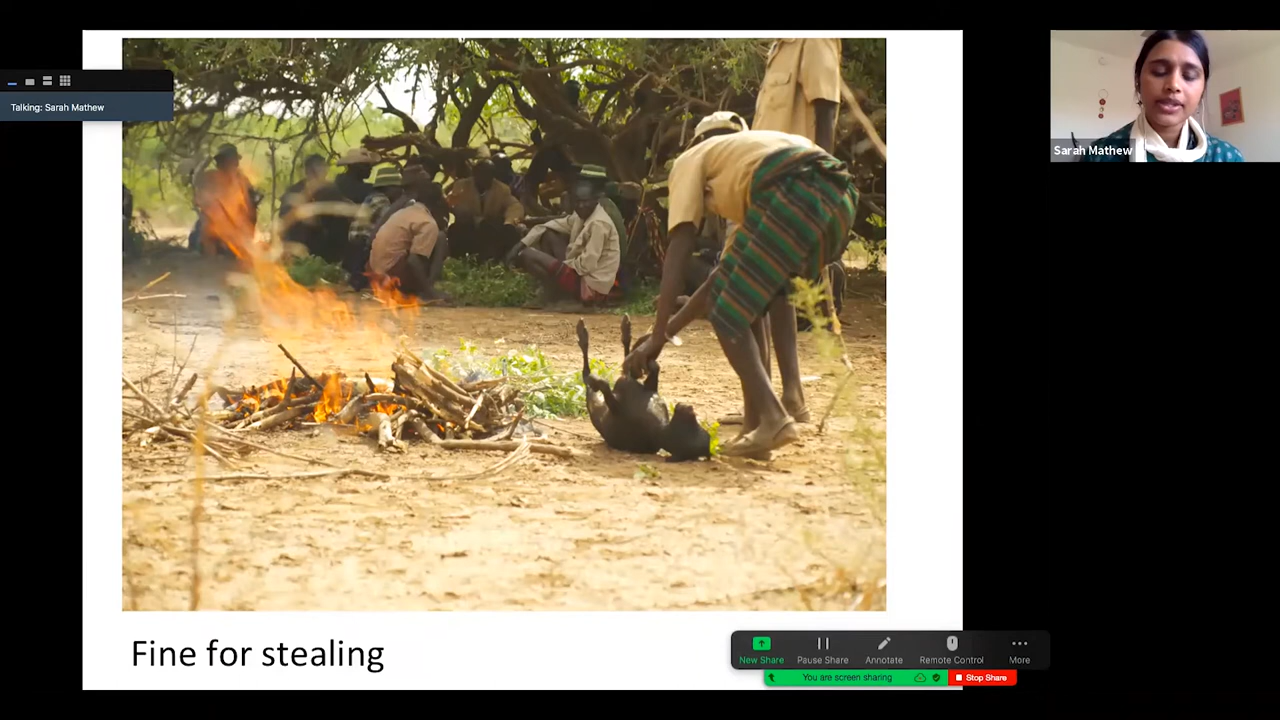 Talking: Sarah Mathew
Sarah Mathew
Fine for stealing
New Share
Pause Share
Annotate
Remote Control
More
You are screen sharing
Stop Share